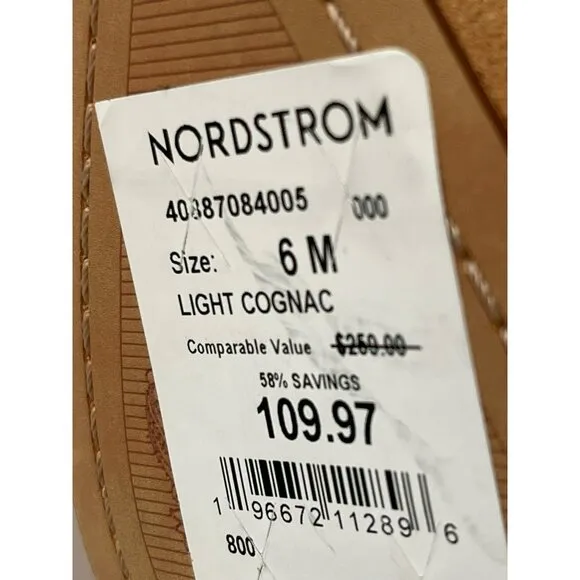 NORDSTROM
40887084005 000
Size: 6 M
LIGHT COGNAC
Comparable Value $259.00
58% SAVINGS
109.97
1 96672 11289 6
800